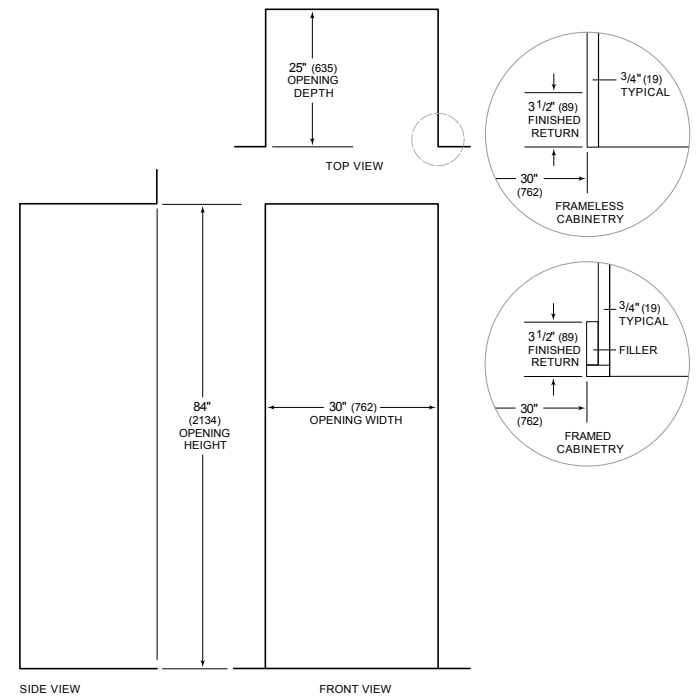 25" (635)
OPENING
DEPTH
TOP VIEW
3/4" (19)
TYPICAL
3 1/2" (89)
FINISHED
RETURN
30"
(762)
FRAMELESS
CABINETRY
3/4" (19)
TYPICAL
3 1/2" (89)
FINISHED
RETURN
FILLER
30"
(762)
FRAMED
CABINETRY
84"
(2134)
OPENING
HEIGHT
30" (762)
OPENING WIDTH
SIDE VIEW
FRONT VIEW